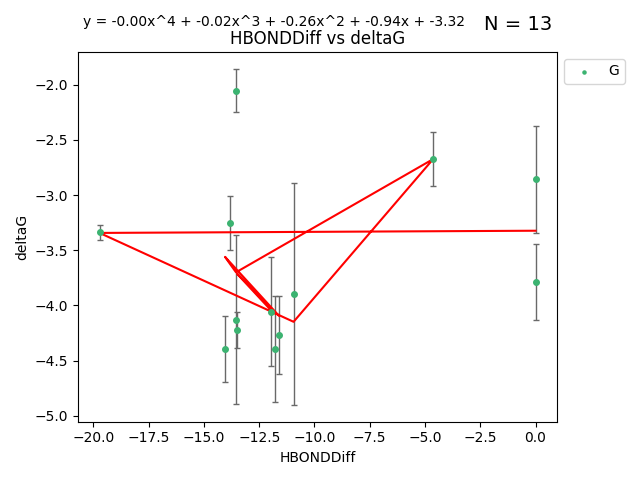 y = -0.00x^4 + -0.02x^3 + -0.26x^2 + -0.94x + -3.32
N = 13
HBONDDiff vs deltaG
G
−2.0
−2.5
−3.0
−3.5
−4.0
−4.5
−5.0
deltaG
−20.0 −17.5 −15.0 −12.5 −10.0 −7.5 −5.0 −2.5 0.0
HBONDDiff